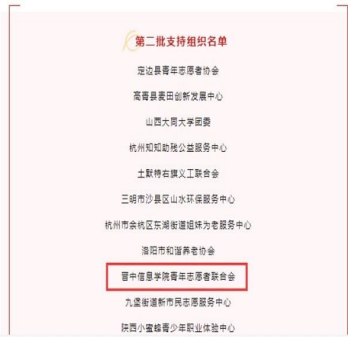 第二批支持组织名单
定边县青年志愿者协会
高青县麦田创新发展中心
山西大同大学团委
杭州知知助残公益服务中心
土默特右旗义工联合会
三明市沙县区山水环保服务中心
杭州市余杭区东湖街道姐妹为老服务中心
洛阳市和谐养老协会
晋中信息学院青年志愿者联合会
九堡街道新市民志愿服务中心
陕西小蜜蜂青少年职业体验中心